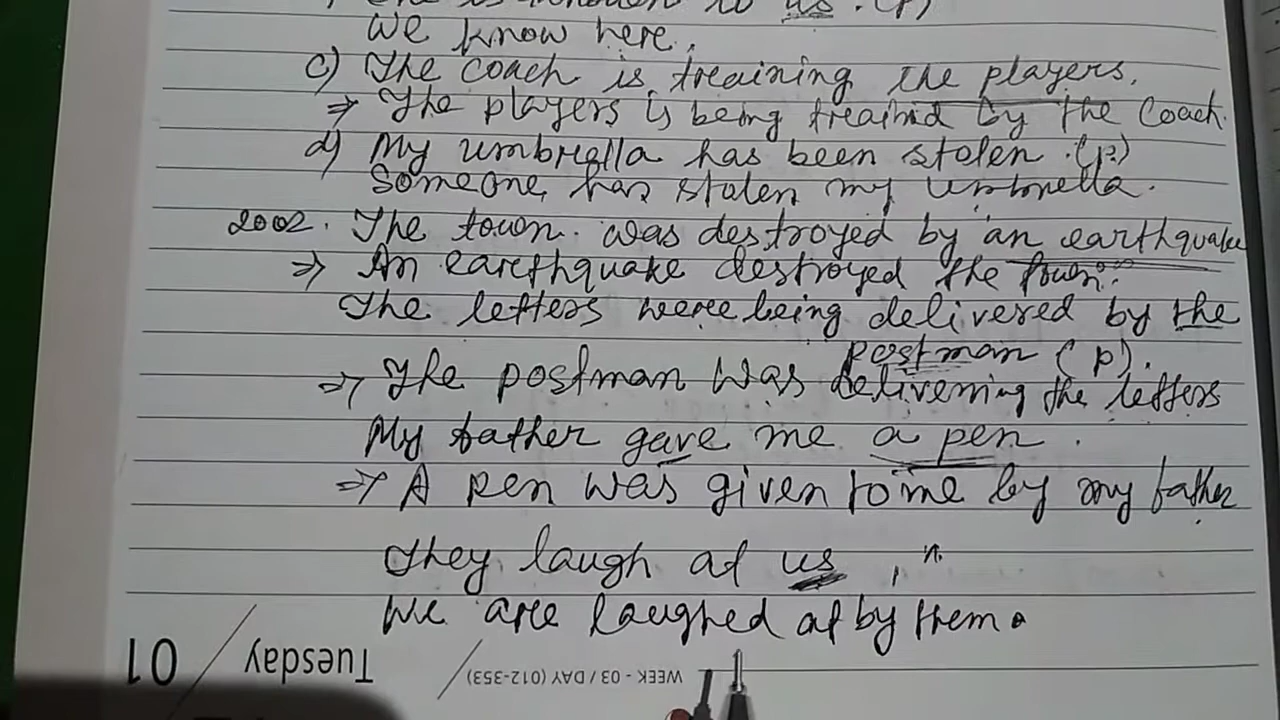 to us. (P)
We know here.
c) The coach is treaining the players.
⇒ The players is being treained by the Coach.
d) My umbrella has been stolen. (p)
Someone has stolen my umbrella.
2002. The town was destroyed by an earthquake
⇒ An earthquake destroyed the town.
The letters were being delivered by the
postman (P).
⇒ The postman was delivering the letters
My father gave me a pen.
⇒ A pen was given to me by my father
They laugh at us.
We are laughed at by them.
01 / Tuesday / WEEK - 03 / DAY (012-353)